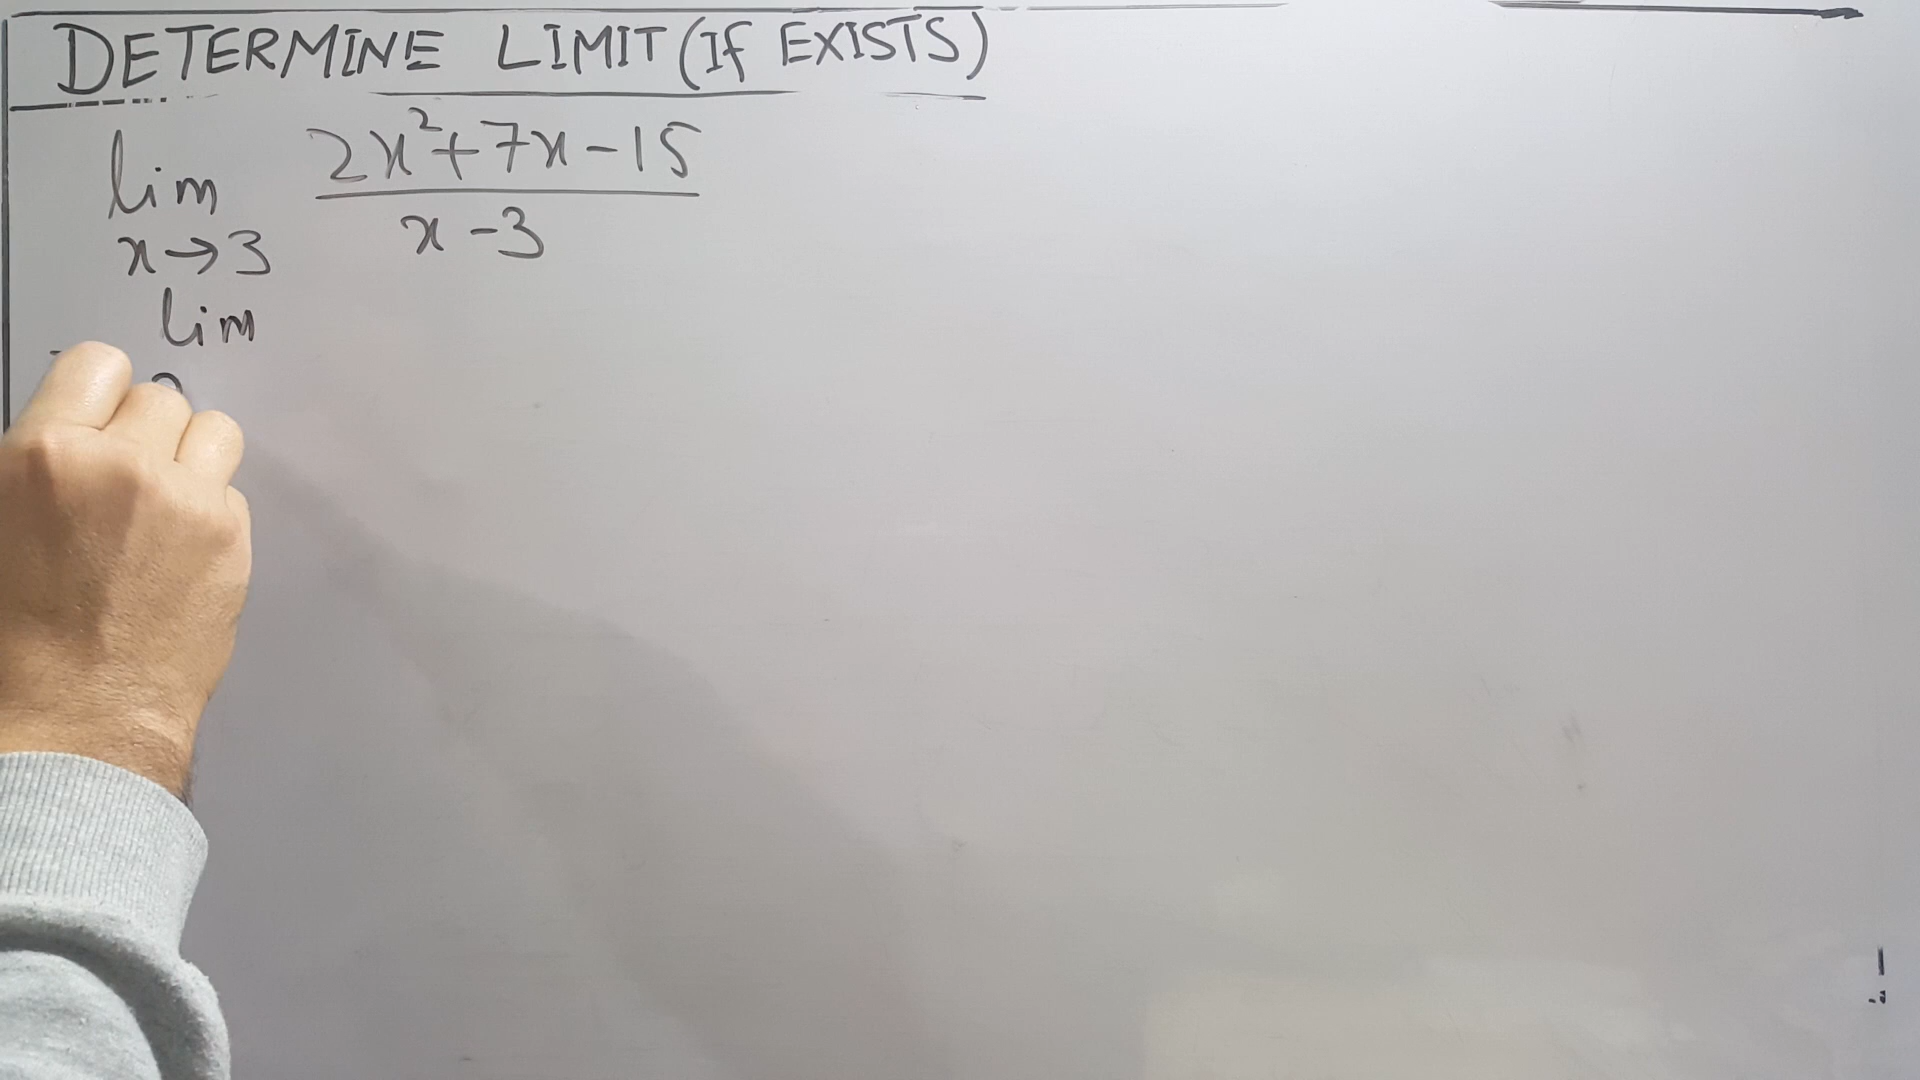 DETERMINE LIMIT (If EXISTS)
lim 2x²+7x-15
x→3 x-3
lim